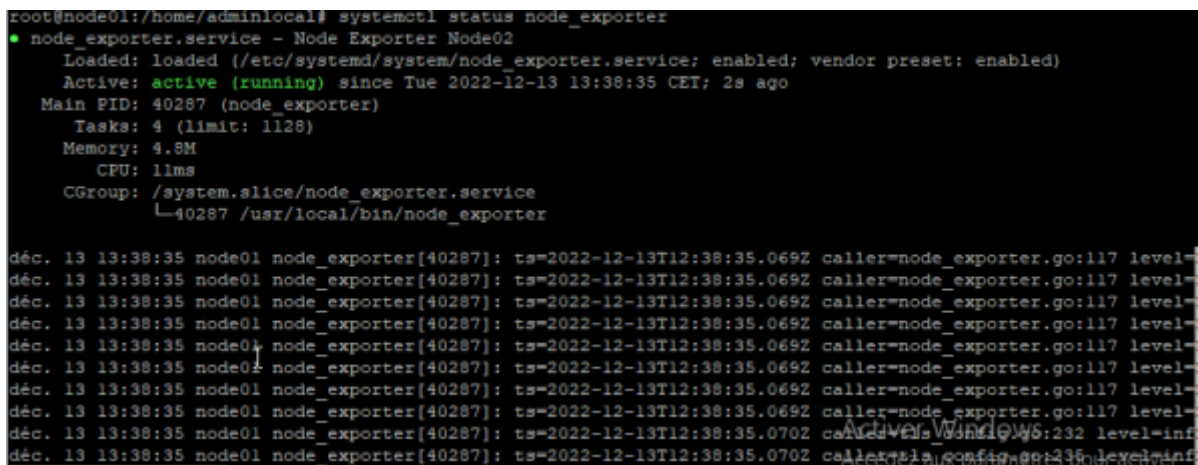 root@node01:/home/adminlocal# systemctl status node_exporter
● node_exporter.service - Node Exporter Node02
Loaded: loaded (/etc/systemd/system/node_exporter.service; enabled; vendor preset: enabled)
Active: active (running) since Tue 2022-12-13 13:38:35 CET; 2s ago
Main PID: 40287 (node_exporter)
Tasks: 4 (limit: 1128)
Memory: 4.8M
CPU: 11ms
CGroup: /system.slice/node_exporter.service
└─40287 /usr/local/bin/node_exporter
déc. 13 13:38:35 node01 node_exporter[40287]: ts=2022-12-13T12:38:35.069Z caller=node_exporter.go:117 level=
déc. 13 13:38:35 node01 node_exporter[40287]: ts=2022-12-13T12:38:35.069Z caller=node_exporter.go:117 level=
déc. 13 13:38:35 node01 node_exporter[40287]: ts=2022-12-13T12:38:35.069Z caller=node_exporter.go:117 level=
déc. 13 13:38:35 node01 node_exporter[40287]: ts=2022-12-13T12:38:35.069Z caller=node_exporter.go:117 level=
déc. 13 13:38:35 node01 node_exporter[40287]: ts=2022-12-13T12:38:35.069Z caller=node_exporter.go:117 level=
déc. 13 13:38:35 node01 node_exporter[40287]: ts=2022-12-13T12:38:35.069Z caller=node_exporter.go:117 level=
déc. 13 13:38:35 node01 node_exporter[40287]: ts=2022-12-13T12:38:35.069Z caller=node_exporter.go:117 level=
déc. 13 13:38:35 node01 node_exporter[40287]: ts=2022-12-13T12:38:35.069Z caller=node_exporter.go:117 level=
déc. 13 13:38:35 node01 node_exporter[40287]: ts=2022-12-13T12:38:35.070Z caller=tls_config.go:232 level=inf
déc. 13 13:38:35 node01 node_exporter[40287]: ts=2022-12-13T12:38:35.070Z caller=tls_config.go:235 level=inf
Activer Windows